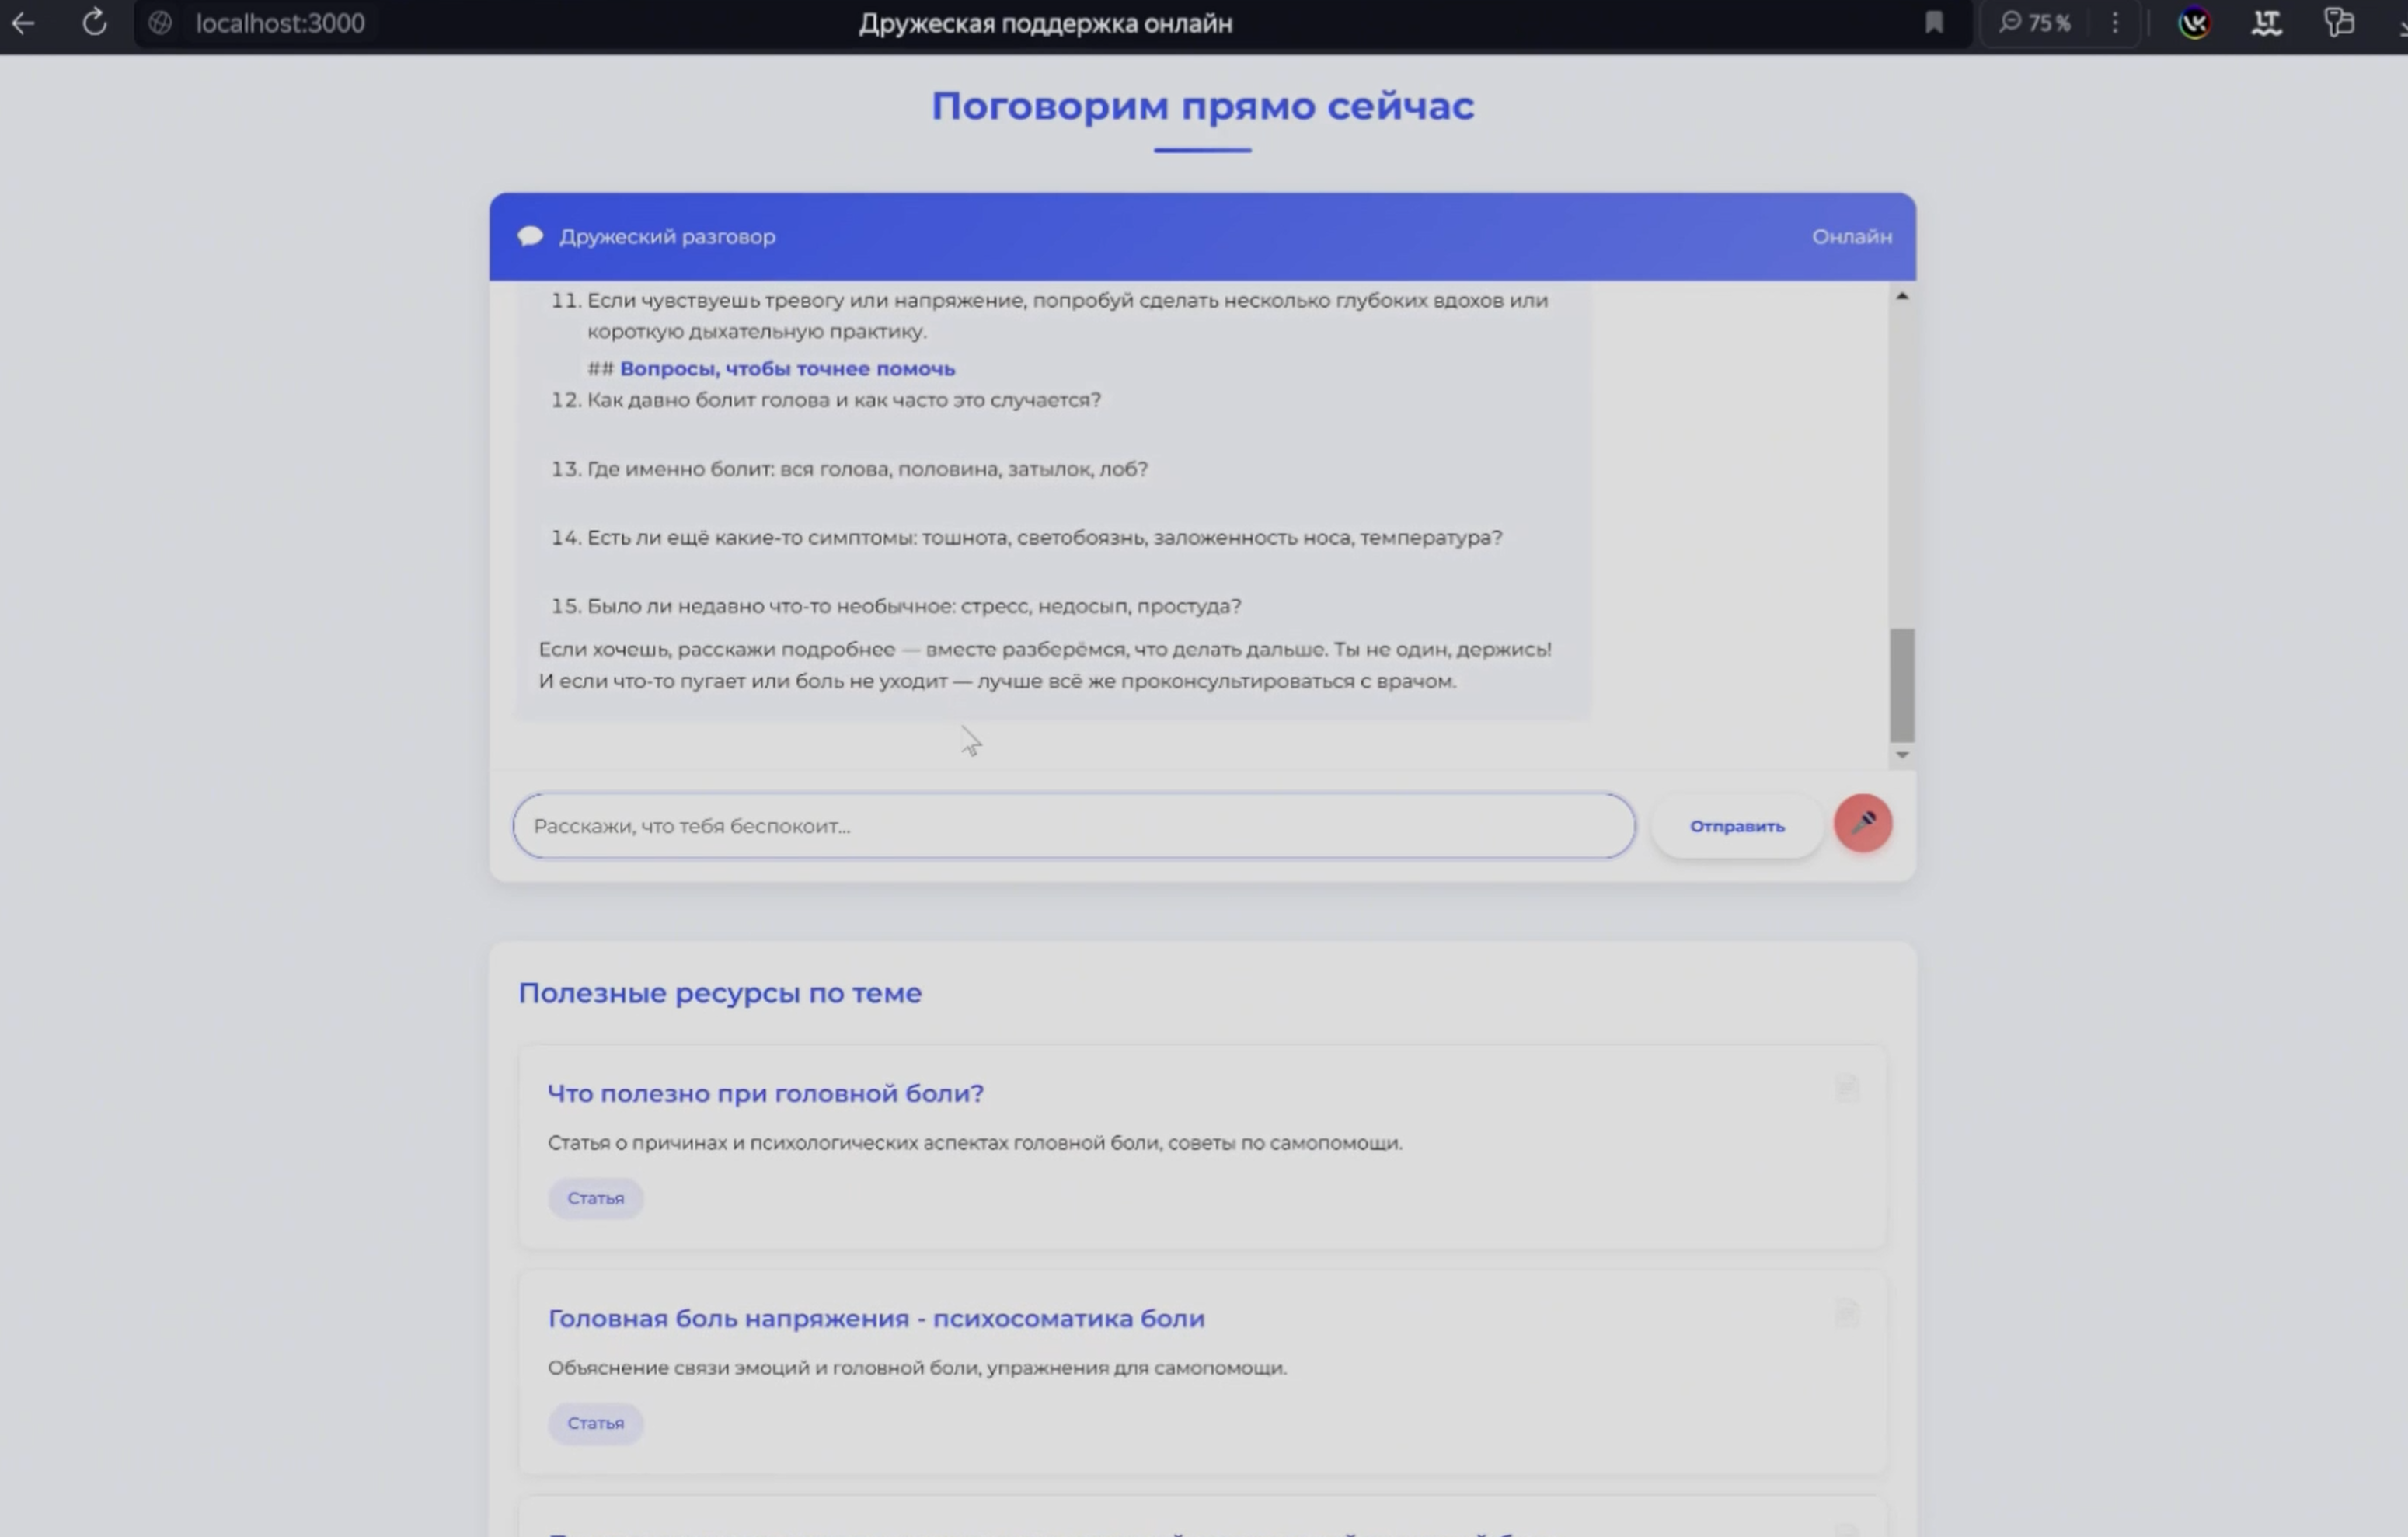 localhost:3000
Дружеская поддержка онлайн
75 %
LT
Поговорим прямо сейчас
Дружеский разговор
Онлайн
11. Если чувствуешь тревогу или напряжение, попробуй сделать несколько глубоких вдохов или
короткую дыхательную практику.
## Вопросы, чтобы точнее помочь
12. Как давно болит голова и как часто это случается?
13. Где именно болит: вся голова, половина, затылок, лоб?
14. Есть ли ещё какие-то симптомы: тошнота, светобоязнь, заложенность носа, температура?
15. Было ли недавно что-то необычное: стресс, недосып, простуда?
Если хочешь, расскажи подробнее — вместе разберёмся, что делать дальше. Ты не один, держись!
И если что-то пугает или боль не уходит — лучше всё же проконсультироваться с врачом.
Расскажи, что тебя беспокоит...
Отправить
Полезные ресурсы по теме
Что полезно при головной боли?
Статья о причинах и психологических аспектах головной боли, советы по самопомощи.
Статья
Головная боль напряжения - психосоматика боли
Объяснение связи эмоций и головной боли, упражнения для самопомощи.
Статья